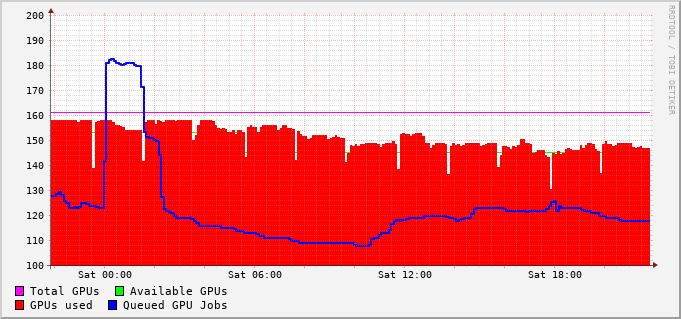 200
190
180
170
160
150
140
130
120
110
100
Sat 00:00 Sat 06:00 Sat 12:00 Sat 18:00
Total GPUs Available GPUs
GPUs used Queued GPU Jobs
RRDTOOL / TOBI OETIKER